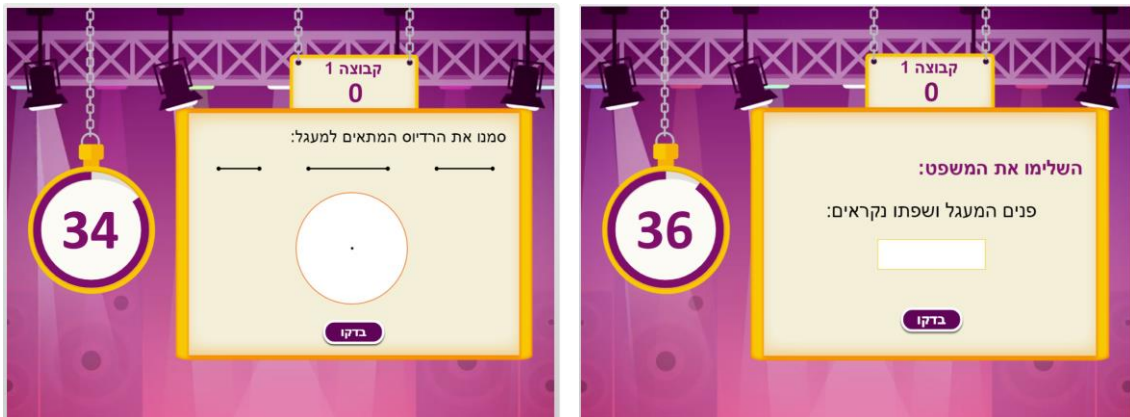 קבוצה 1
0
סמנו את הרדיוס המתאים למעגל:
34
בדקו
קבוצה 1
0
השלימו את המשפט:
פנים המעגל ושפתו נקראים:
36
בדקו